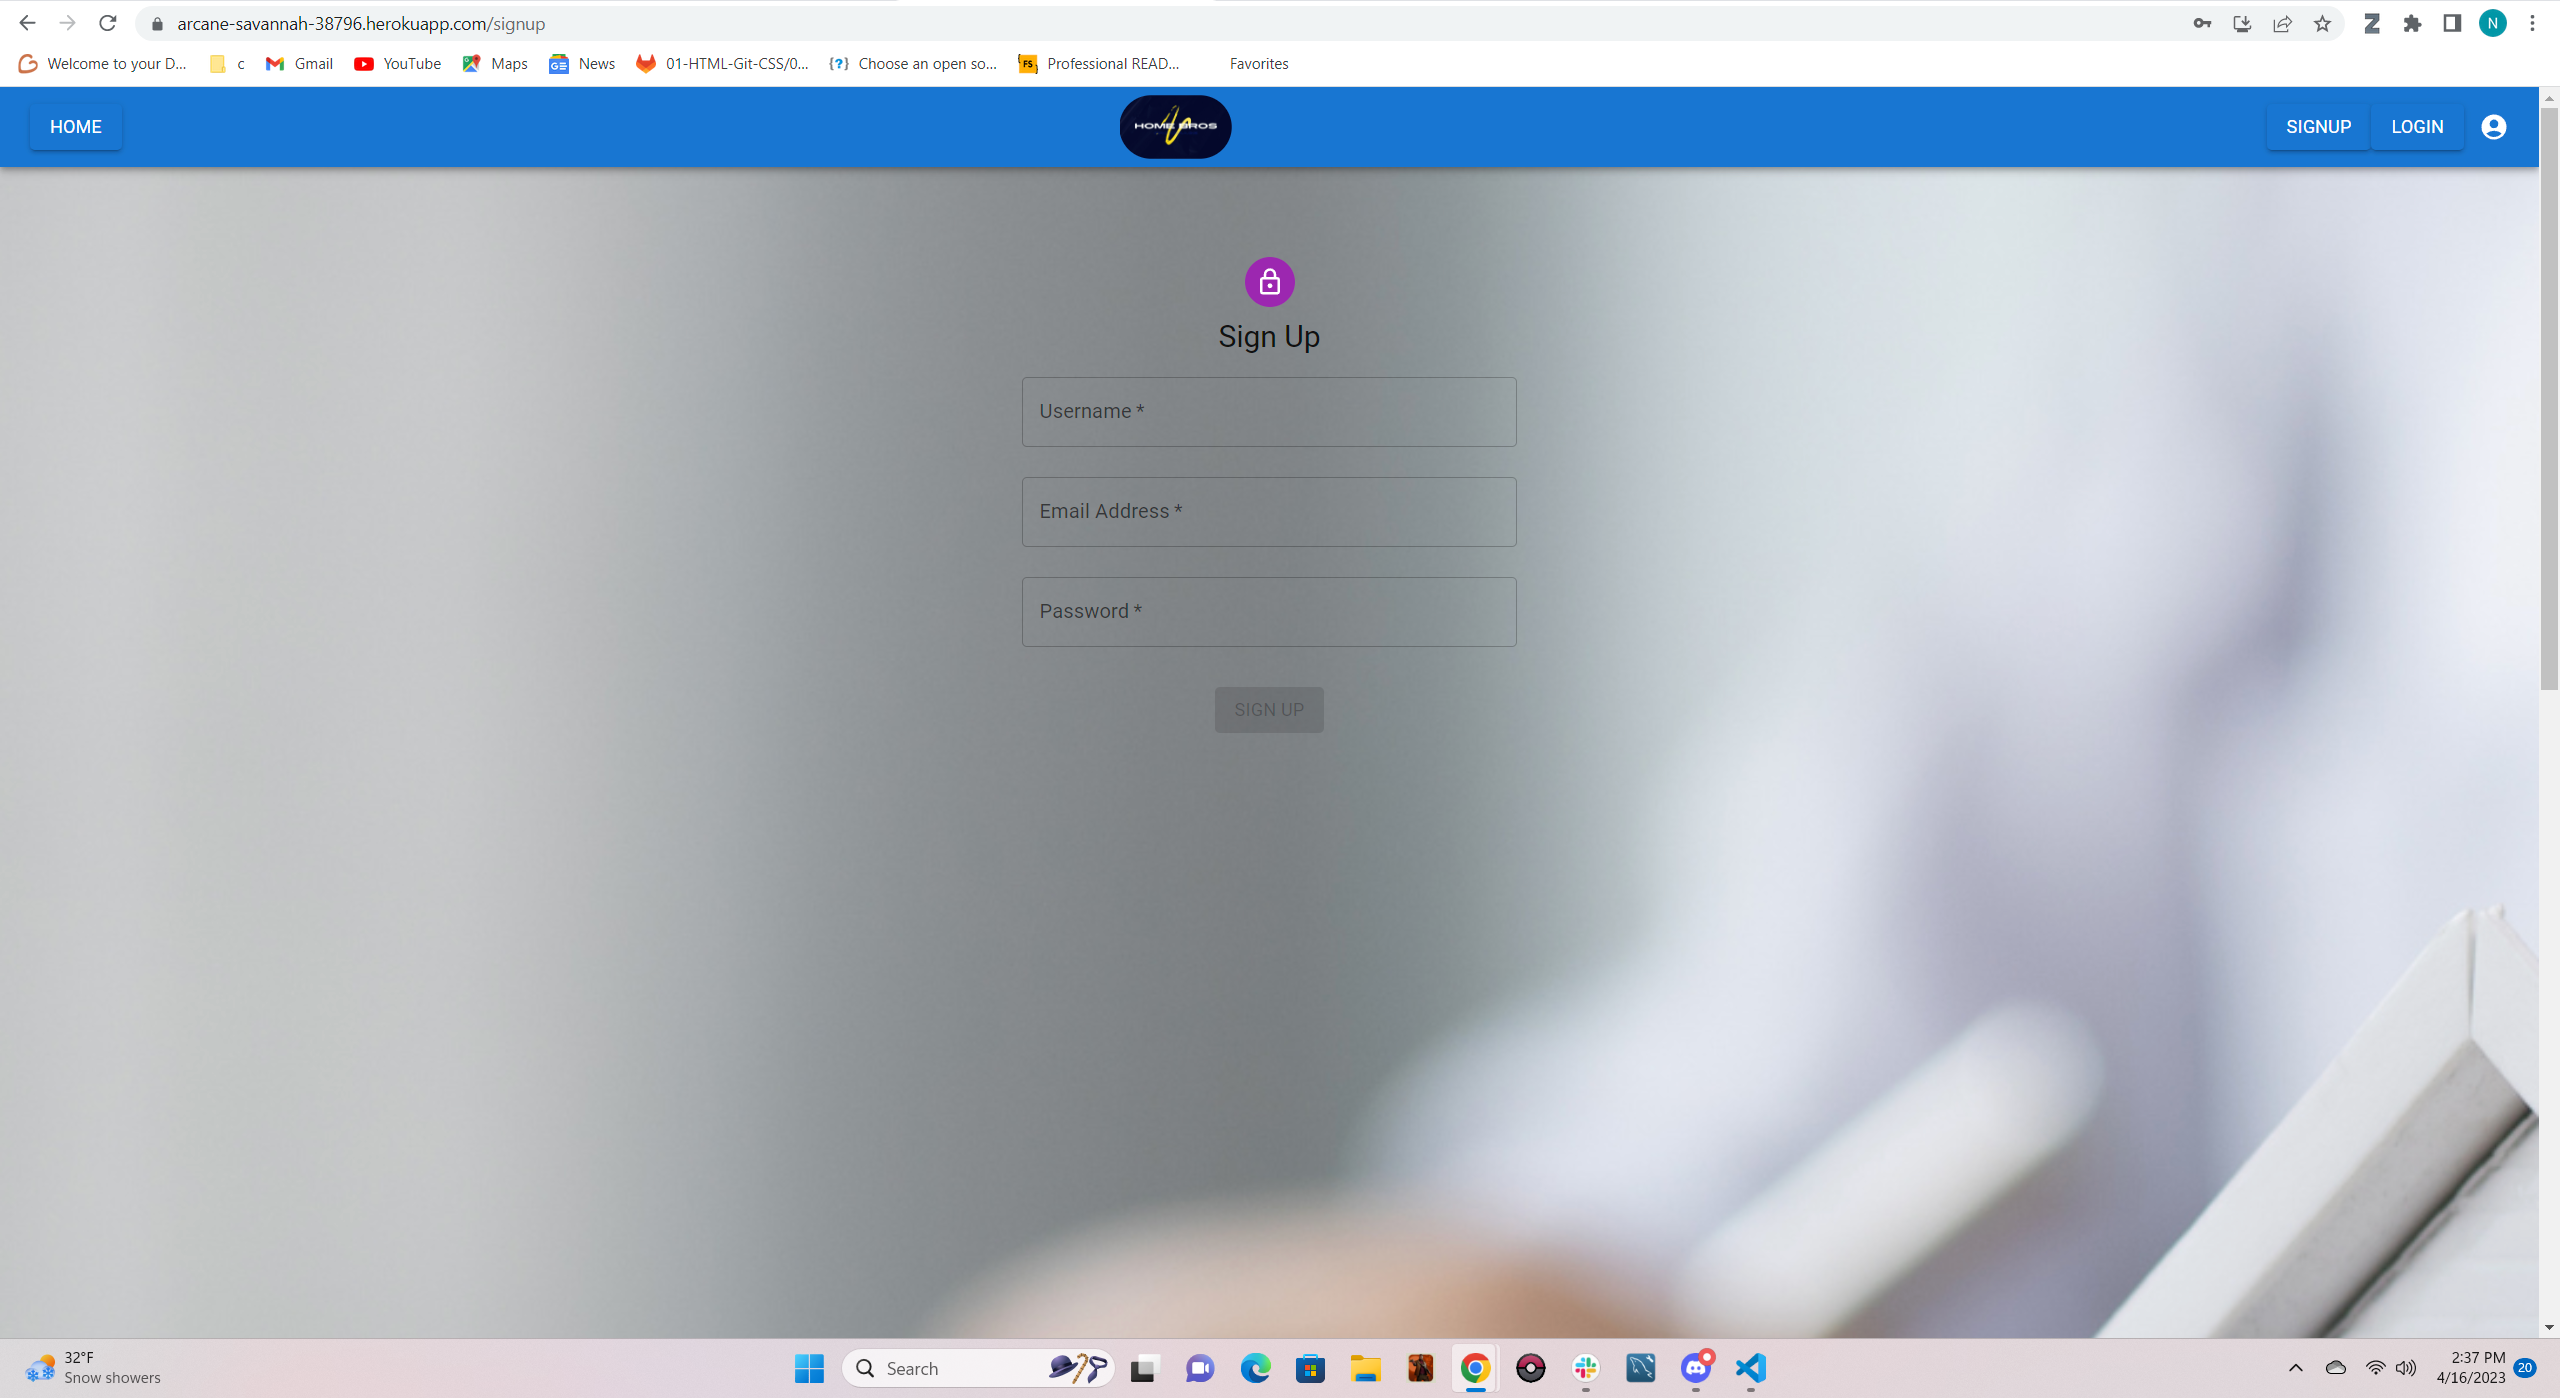 arcane-savannah-38796.herokuapp.com/signup
N
Welcome to your D...
c
Gmail
YouTube
Maps
News
01-HTML-Git-CSS/0...
Choose an open so...
Professional READ...
Favorites
HOME
HOME BROS
SIGNUP
LOGIN
Sign Up
Username *
Email Address *
Password *
SIGN UP
32°F
Snow showers
Search
2:37 PM
4/16/2023
20